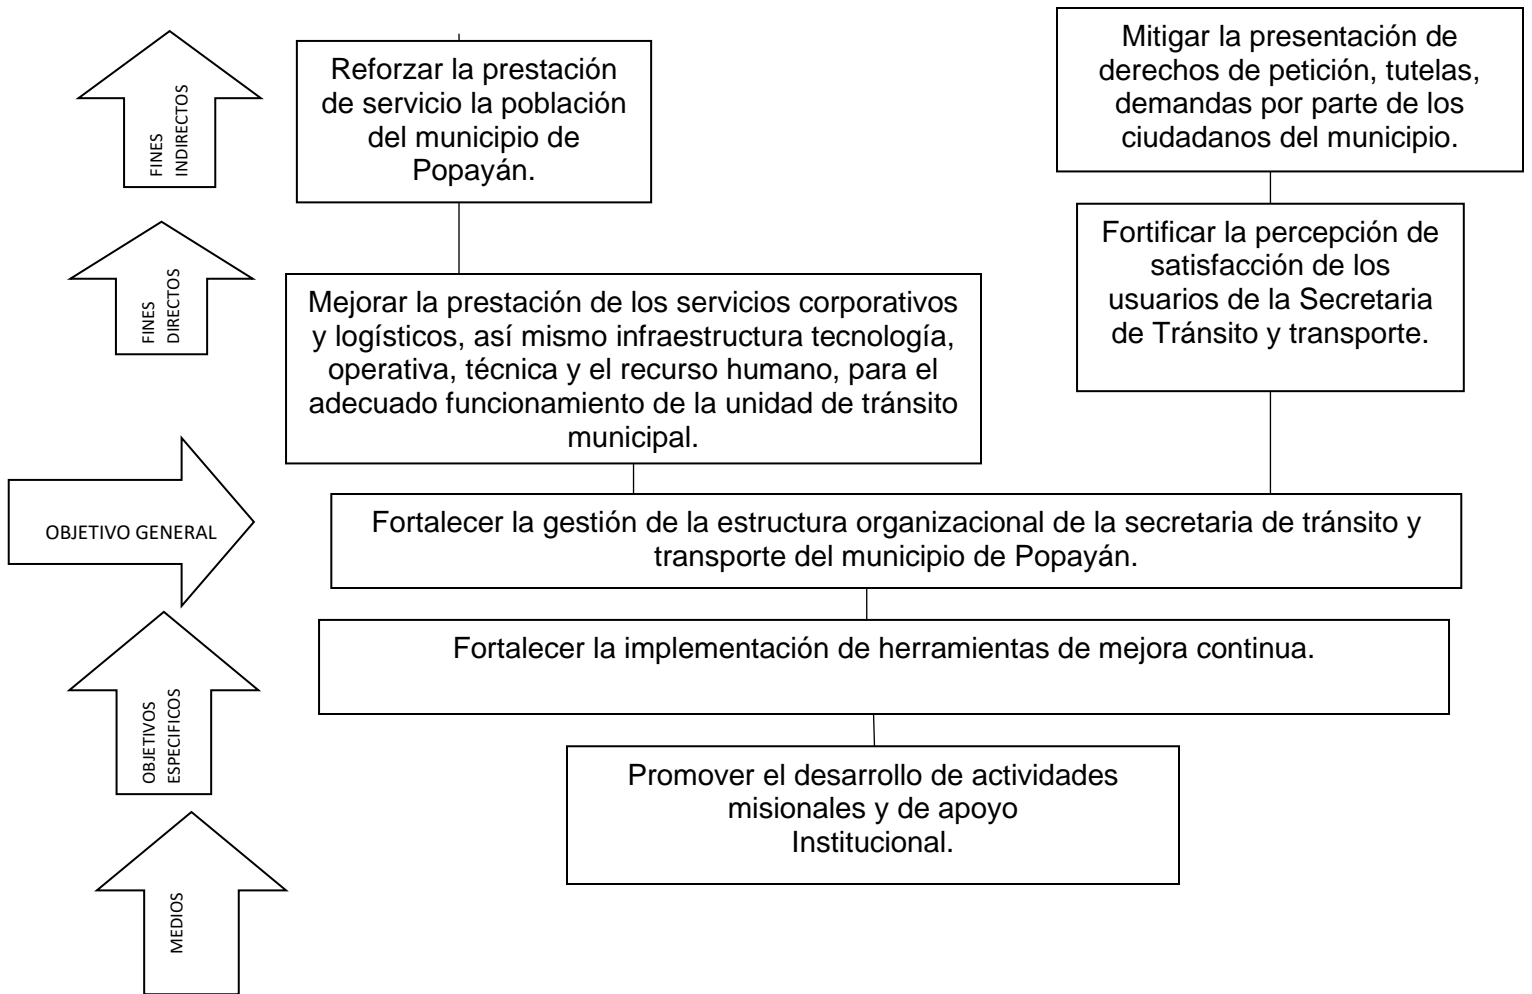 FINES
INDIRECTOS
Reforzar la prestación
de servicio la población
del municipio de
Popayán.
Mitigar la presentación de
derechos de petición, tutelas,
demandas por parte de los
ciudadanos del municipio.
FINES
DIRECTOS
Mejorar la prestación de los servicios corporativos
y logísticos, así mismo infraestructura tecnología,
operativa, técnica y el recurso humano, para el
adecuado funcionamiento de la unidad de tránsito
municipal.
Fortificar la percepción de
satisfacción de los
usuarios de la Secretaria
de Tránsito y transporte.
OBJETIVO GENERAL
Fortalecer la gestión de la estructura organizacional de la secretaria de tránsito y
transporte del municipio de Popayán.
OBJETIVOS
ESPECIFICOS
Fortalecer la implementación de herramientas de mejora continua.
MEDIOS
Promover el desarrollo de actividades
misionales y de apoyo
Institucional.